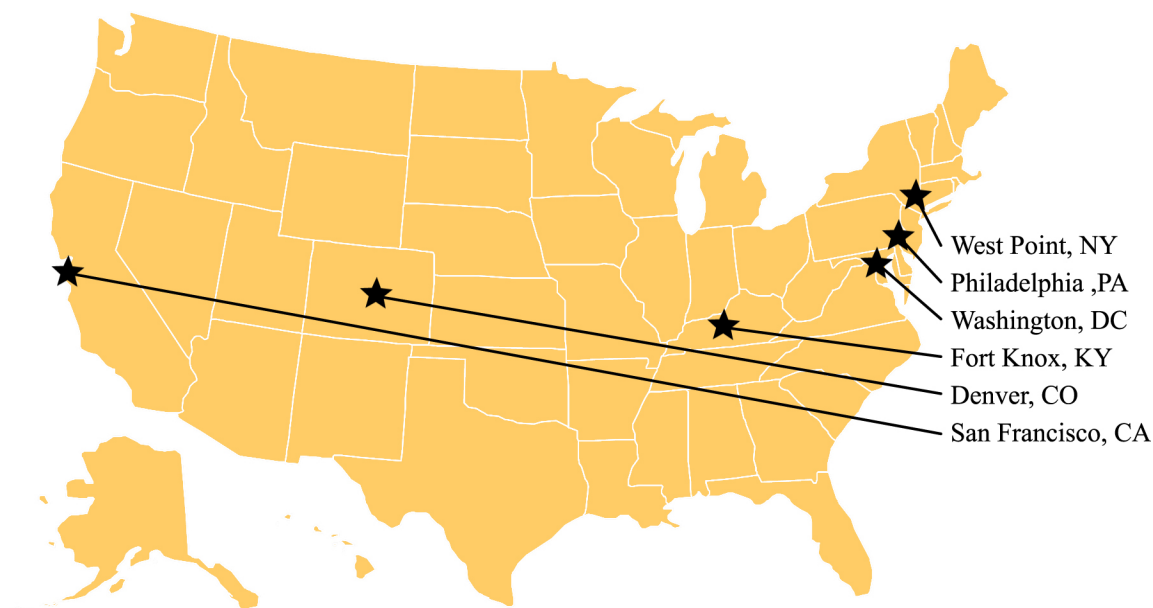 West Point, NY
Philadelphia ,PA
Washington, DC
Fort Knox, KY
Denver, CO
San Francisco, CA